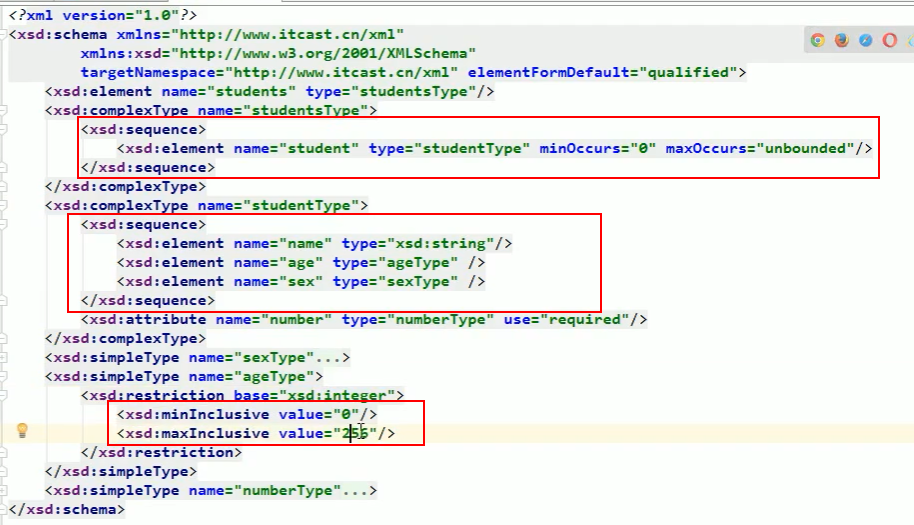 <?xml version="1.0"?>
<xsd:schema xmlns="http://www.itcast.cn/xml"
xmlns:xsd="http://www.w3.org/2001/XMLSchema"
targetNamespace="http://www.itcast.cn/xml" elementFormDefault="qualified">
<xsd:element name="students" type="studentsType"/>
<xsd:complexType name="studentsType">
<xsd:sequence>
<xsd:element name="student" type="studentType" minOccurs="0" maxOccurs="unbounded"/>
</xsd:sequence>
</xsd:complexType>
<xsd:complexType name="studentType">
<xsd:sequence>
<xsd:element name="name" type="xsd:string"/>
<xsd:element name="age" type="ageType" />
<xsd:element name="sex" type="sexType" />
</xsd:sequence>
<xsd:attribute name="number" type="numberType" use="required"/>
</xsd:complexType>
<xsd:simpleType name="sexType"...>
<xsd:simpleType name="ageType">
<xsd:restriction base="xsd:integer">
<xsd:minInclusive value="0"/>
<xsd:maxInclusive value="256"/>
</xsd:restriction>
</xsd:simpleType>
<xsd:simpleType name="numberType"...>
</xsd:schema>